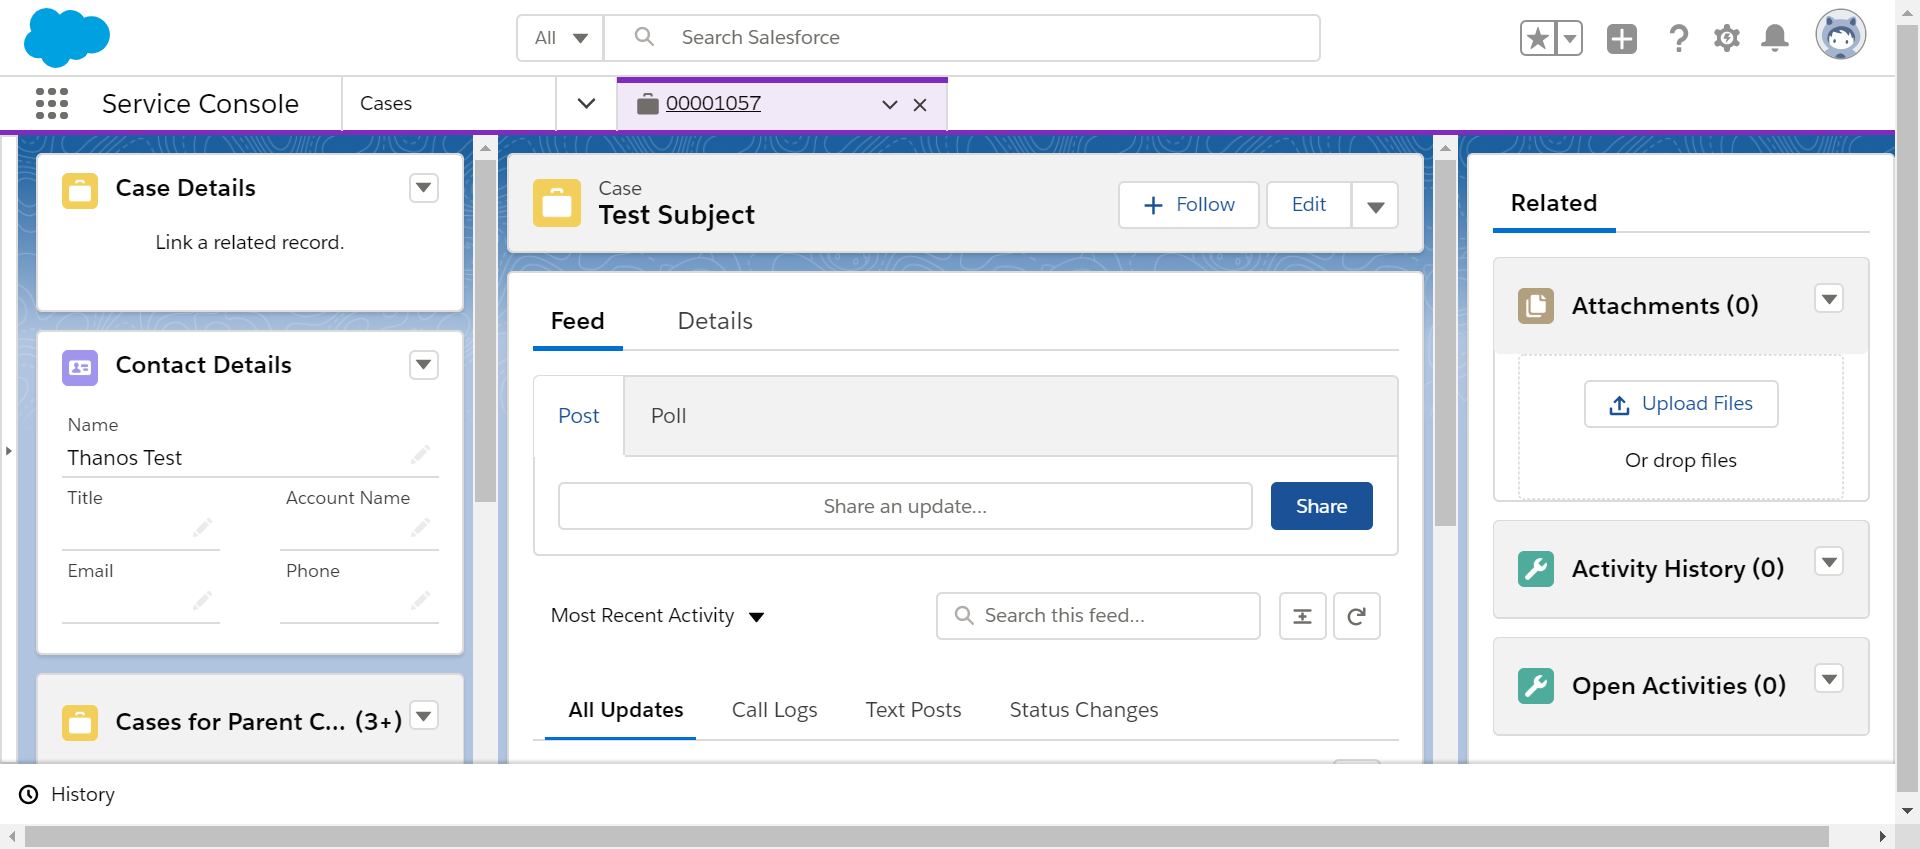 All
Search Salesforce
Service Console
Cases
00001057
Case Details
Link a related record.
Contact Details
Name
Thanos Test
Title
Account Name
Email
Phone
Cases for Parent C... (3+)
Case
Test Subject
Follow
Edit
Feed
Details
Post
Poll
Share an update...
Share
Most Recent Activity
Search this feed...
All Updates
Call Logs
Text Posts
Status Changes
Related
Attachments (0)
Upload Files
Or drop files
Activity History (0)
Open Activities (0)
History